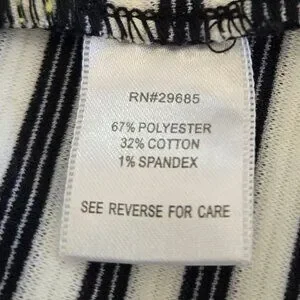 RN#29685
67% POLYESTER
32% COTTON
1% SPANDEX
SEE REVERSE FOR CARE